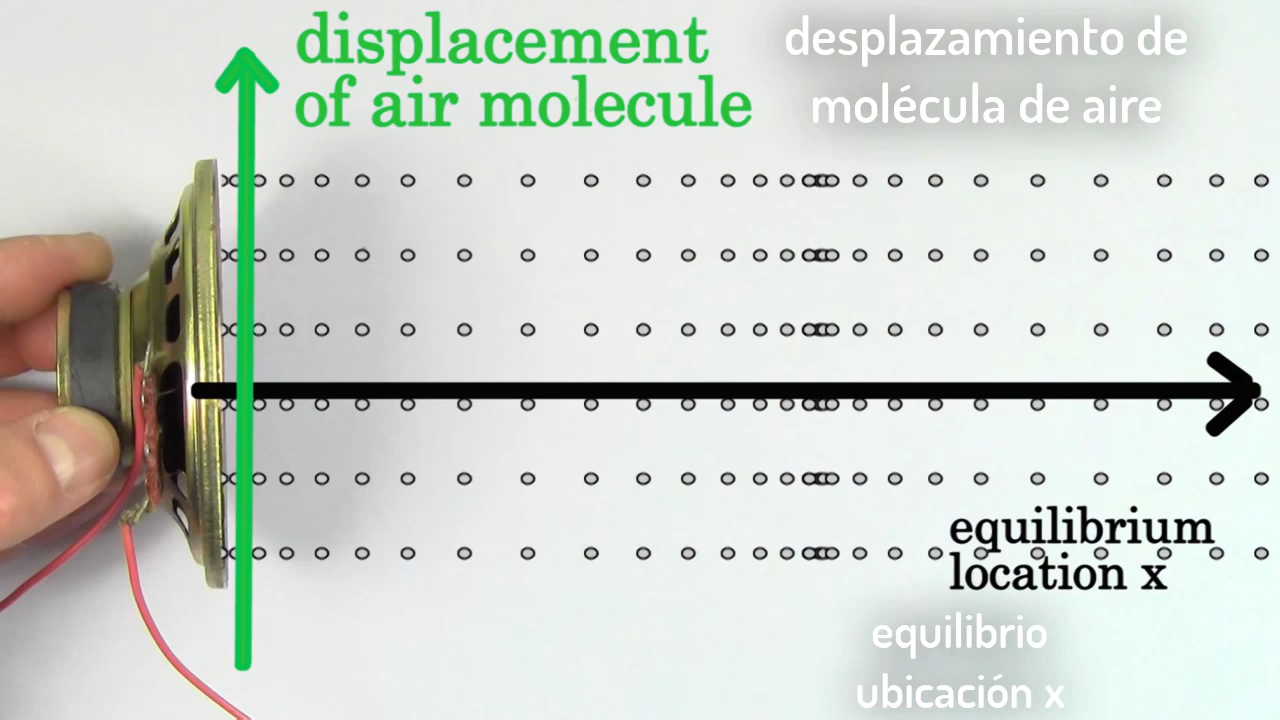 displacement
of air molecule
desplazamiento de
molécula de aire
equilibrium
location x
equilibrio
ubicación x